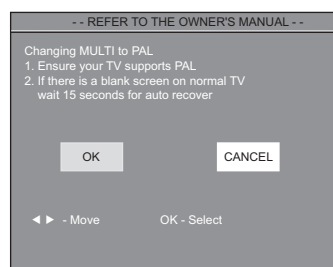 - - REFER TO THE OWNER'S MANUAL - -
Changing MULTI to PAL
1. Ensure your TV supports PAL
2. If there is a blank screen on normal TV
wait 15 seconds for auto recover
OK CANCEL
◀ ▶ - Move OK - Select